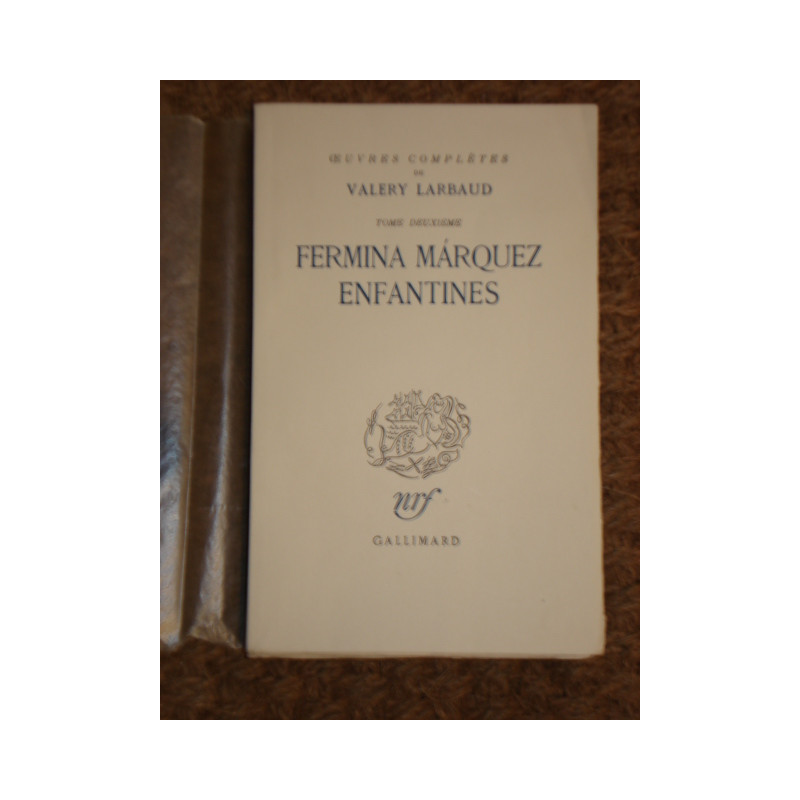 ŒUVRES COMPLÈTES
DE
VALERY LARBAUD
TOME DEUXIÈME
FERMINA MÁRQUEZ
ENFANTINES
nrf
GALLIMARD